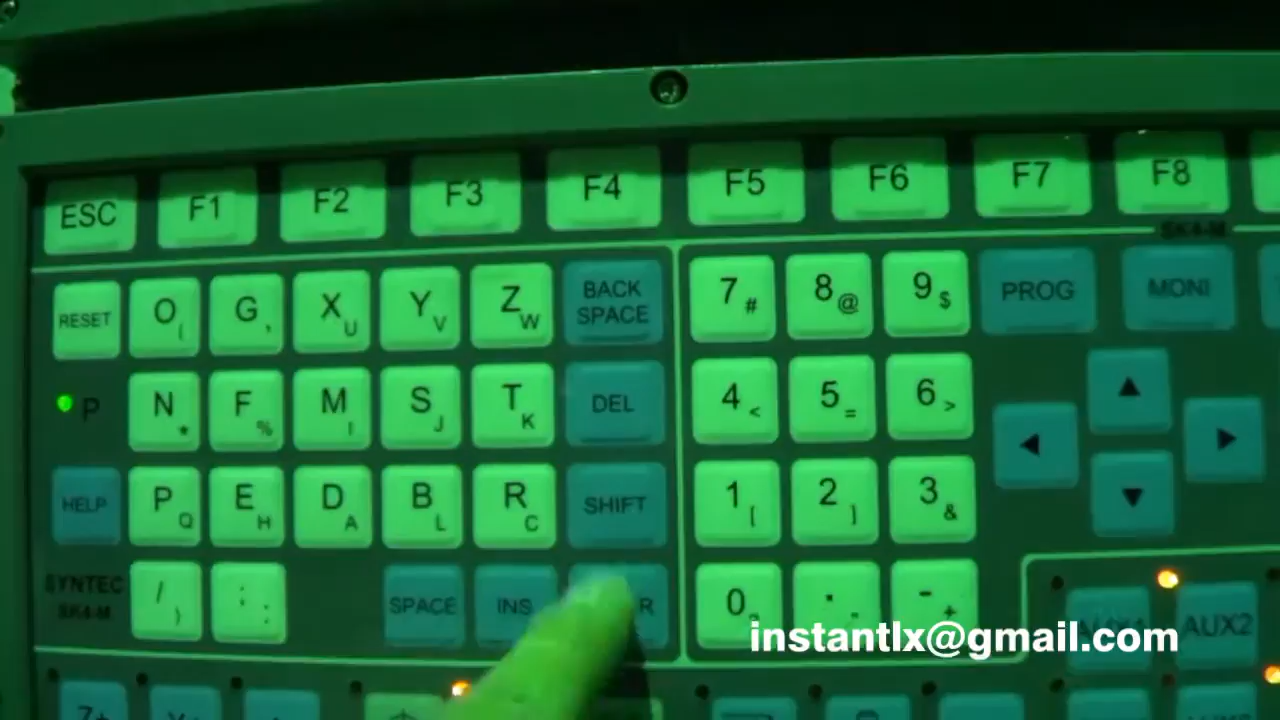 ESC F1 F2 F3 F4 F5 F6 F7 F8
SK4-M
RESET O ( G , X U Y V Z W BACK SPACE 7 # 8 @ 9 $ PROG MONI
P N * F % M I S J T K DEL 4 < 5 = 6 >
HELP P Q E H D A B L R C SHIFT 1 [ 2 ] 3 &
SYNTEC
SK4-M
/ ) ; : SPACE INS R 0 . - +
AUX2
instantlx@gmail.com
Z+